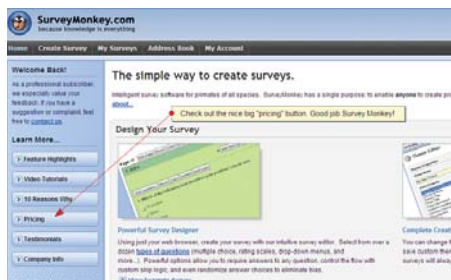 SurveyMonkey.com
because knowledge is everything
Home Create Survey My Surveys Address Book My Account
Welcome Back!
As a professional subscriber,
we especially value your
feedback. If you have a
suggestion or complaint, feel
free to contact us.
Learn More...
Feature Highlights
Video Tutorials
10 Reasons Why
Pricing
Testimonials
Company Info
The simple way to create surveys.
Intelligent survey software for primates of all species. SurveyMonkey has a single purpose: to enable anyone to create
about...
Check out the nice big "pricing" button. Good job Survey Monkey!
Design Your Survey
Powerful Survey Designer
Using just your web browser, create your survey with our intuitive survey editor. Select from over a
dozen types of questions (multiple choice, rating scales, drop-down menus, and
more...). Powerful options allow you to require answers to any question, control the flow with
custom skip logic, and even randomize answer choices to eliminate bias.
Complete
You can change
save custom
surveys will